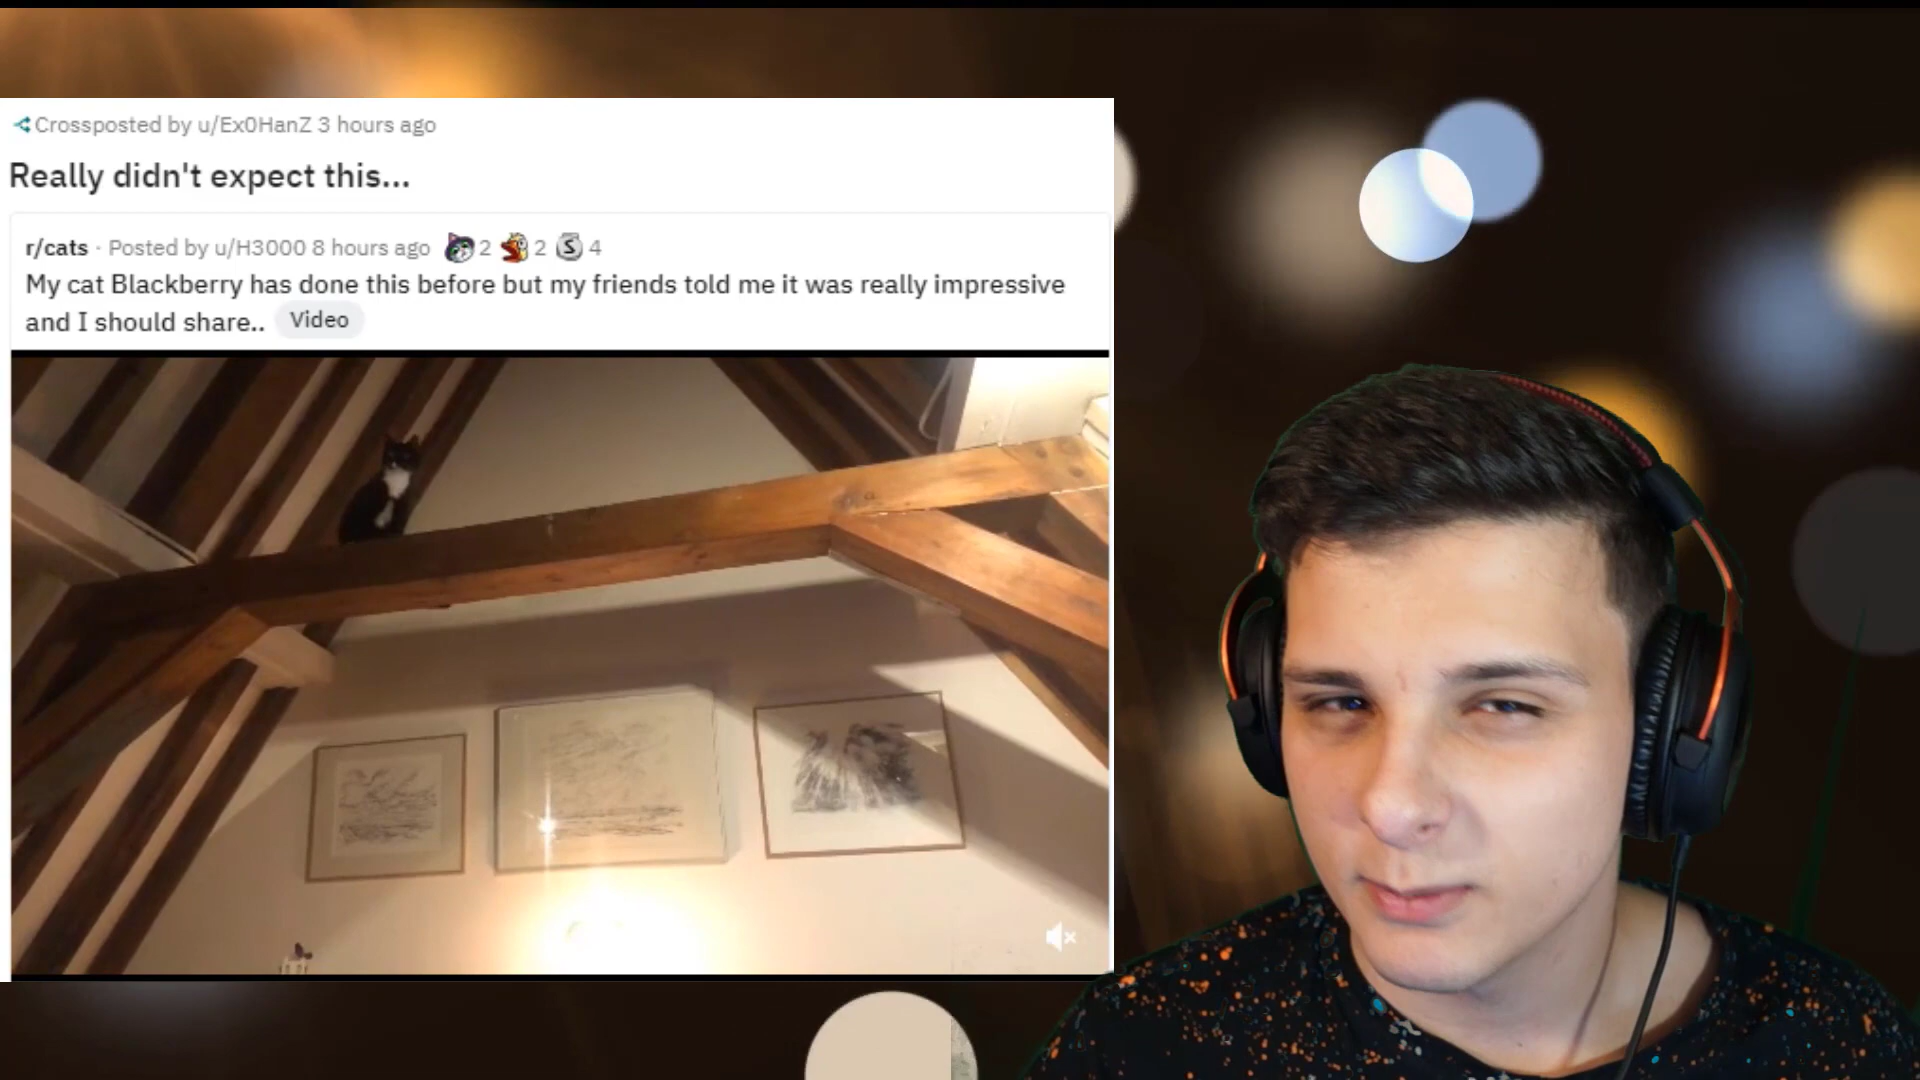 Crossposted by u/Ex0HanZ 3 hours ago
Really didn't expect this...
r/cats · Posted by u/H3000 8 hours ago 2 2 S 4
My cat Blackberry has done this before but my friends told me it was really impressive
and I should share.. Video